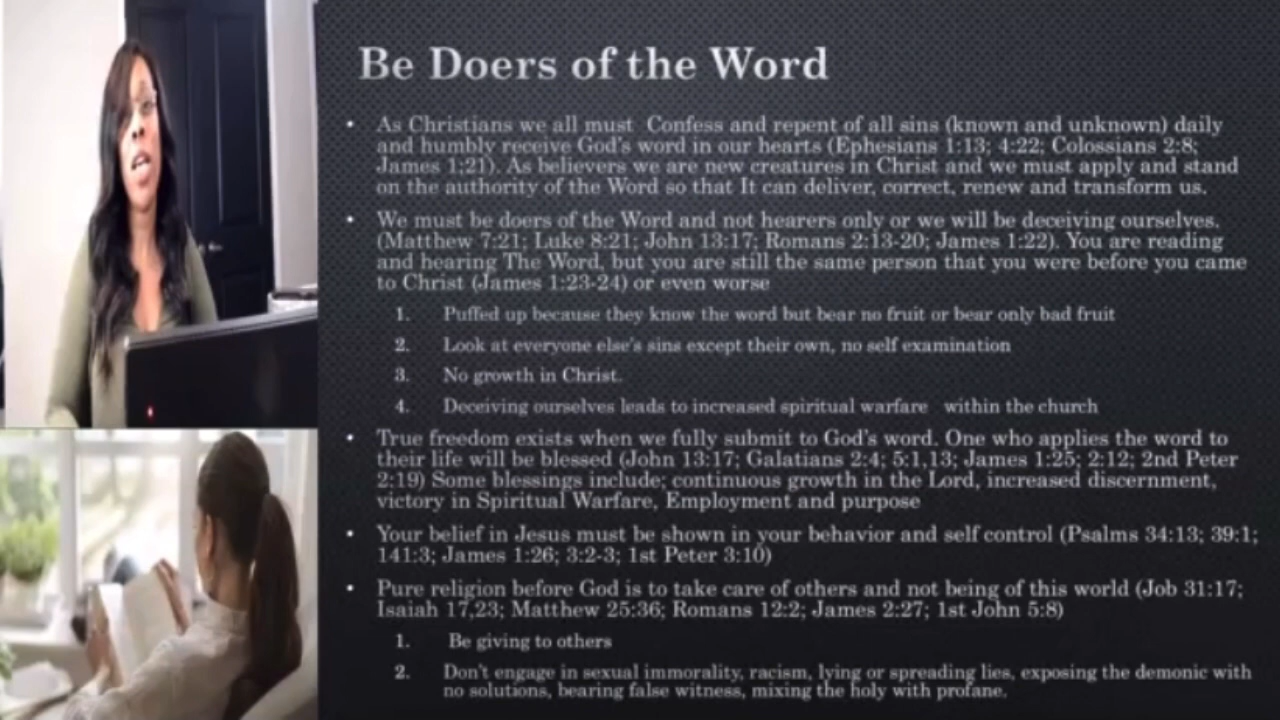 Be Doers of the Word
• As Christians we all must Confess and repent of all sins (known and unknown) daily
and humbly receive God's word in our hearts (Ephesians 1:13; 4:22; Colossians 2:8;
James 1;21). As believers we are new creatures in Christ and we must apply and stand
on the authority of the Word so that It can deliver, correct, renew and transform us.
• We must be doers of the Word and not hearers only or we will be deceiving ourselves.
(Matthew 7:21; Luke 8:21; John 13:17; Romans 2:13-20; James 1:22). You are reading
and hearing The Word, but you are still the same person that you were before you came
to Christ (James 1:23-24) or even worse
1. Puffed up because they know the word but bear no fruit or bear only bad fruit
2. Look at everyone else's sins except their own, no self examination
3. No growth in Christ.
4. Deceiving ourselves leads to increased spiritual warfare within the church
• True freedom exists when we fully submit to God's word. One who applies the word to
their life will be blessed (John 13:17; Galatians 2:4; 5:1,13; James 1:25; 2:12; 2nd Peter
2:19) Some blessings include; continuous growth in the Lord, increased discernment,
victory in Spiritual Warfare, Employment and purpose
• Your belief in Jesus must be shown in your behavior and self control (Psalms 34:13; 39:1;
141:3; James 1:26; 3:2-3; 1st Peter 3:10)
• Pure religion before God is to take care of others and not being of this world (Job 31:17;
Isaiah 17,23; Matthew 25:36; Romans 12:2; James 2:27; 1st John 5:8)
1. Be giving to others
2. Don't engage in sexual immorality, racism, lying or spreading lies, exposing the demonic with
no solutions, bearing false witness, mixing the holy with profane.